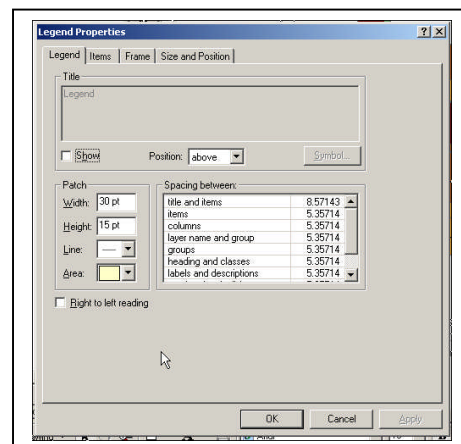 Legend Properties
Legend Items Frame Size and Position
Title
Legend
Show Position: above Symbol...
Patch
Width: 30 pt
Height: 15 pt
Line:
Area:
Spacing between:
title and items 8.57143
items 5.35714
columns 5.35714
layer name and group 5.35714
groups 5.35714
heading and classes 5.35714
labels and descriptions 5.35714
Right to left reading
OK Cancel Apply